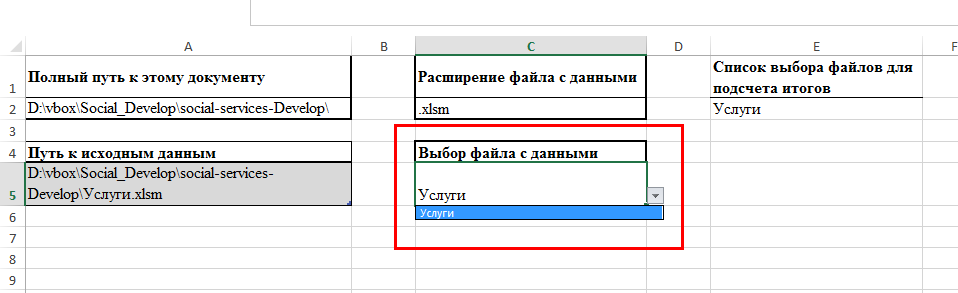 A B C D E F
1 Полный путь к этому документу Расширение файла с данными Список выбора файлов для
подсчета итогов
2 D:\vbox\Social_Develop\social-services-Develop\ .xlsm Услуги
3
4 Путь к исходным данным Выбор файла с данными
D:\vbox\Social_Develop\social-services-
5 Develop\Услуги.xlsm Услуги
6 Услуги
7
8
9